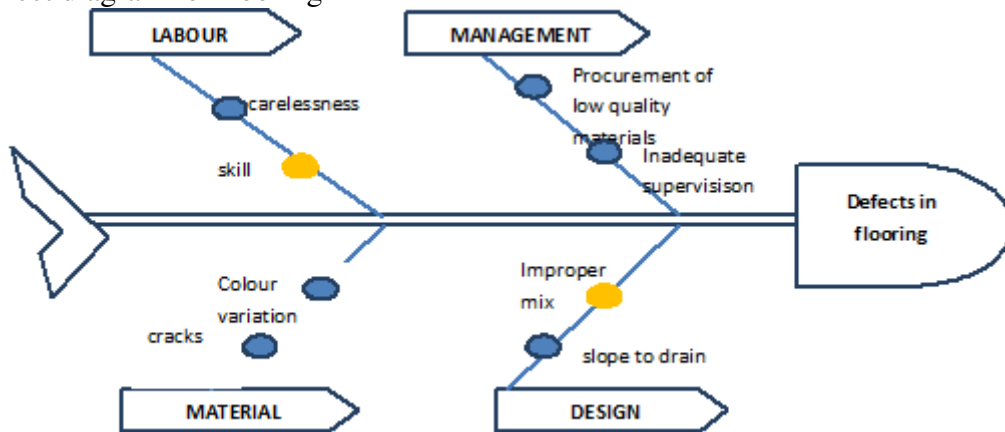 LABOUR
MANAGEMENT
carelessness
skill
Procurement of
low quality
materials
Inadequate
supervisison
Defects in
flooring
Colour
variation
cracks
Improper
mix
slope to drain
MATERIAL
DESIGN